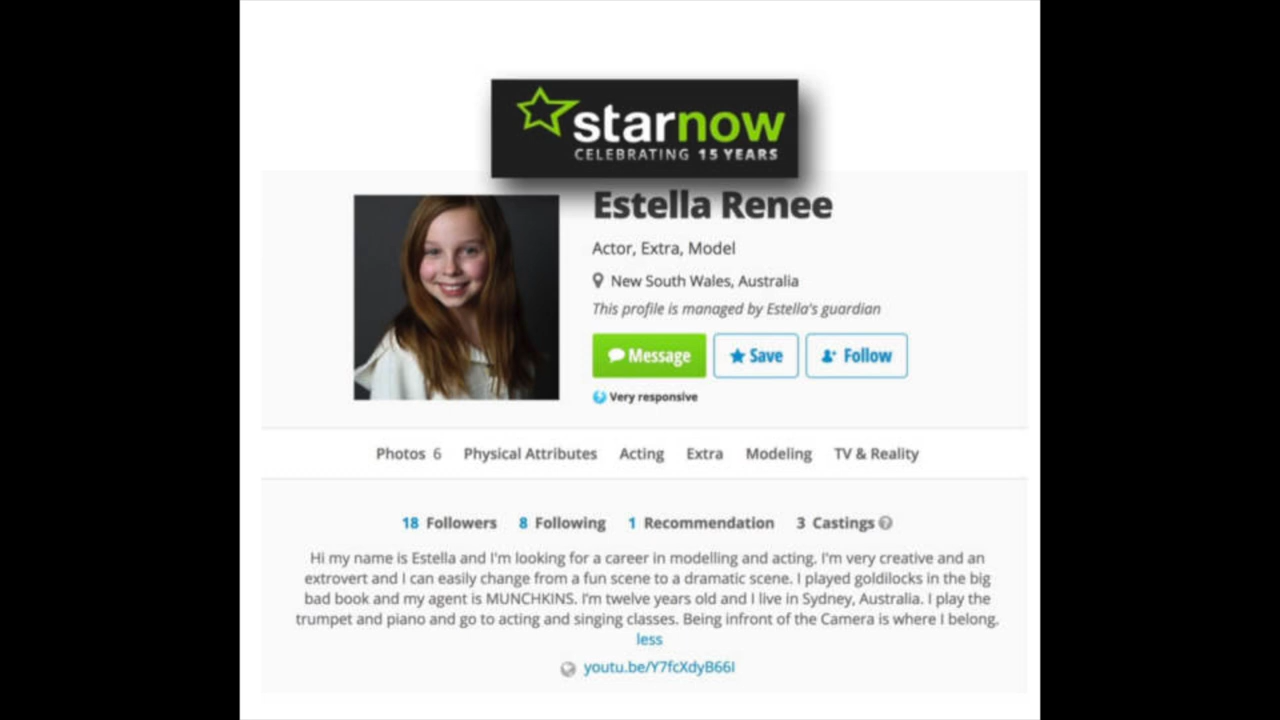 starnow
CELEBRATING 15 YEARS
Estella Renee
Actor, Extra, Model
New South Wales, Australia
This profile is managed by Estella's guardian
Message Save Follow
Very responsive
Photos 6 Physical Attributes Acting Extra Modeling TV & Reality
18 Followers 8 Following 1 Recommendation 3 Castings ?
Hi my name is Estella and I'm looking for a career in modelling and acting. I'm very creative and an
extrovert and I can easily change from a fun scene to a dramatic scene. I played goldilocks in the big
bad book and my agent is MUNCHKINS. I'm twelve years old and I live in Sydney, Australia. I play the
trumpet and piano and go to acting and singing classes. Being infront of the Camera is where I belong.
less
youtu.be/Y7fcXdyB66I